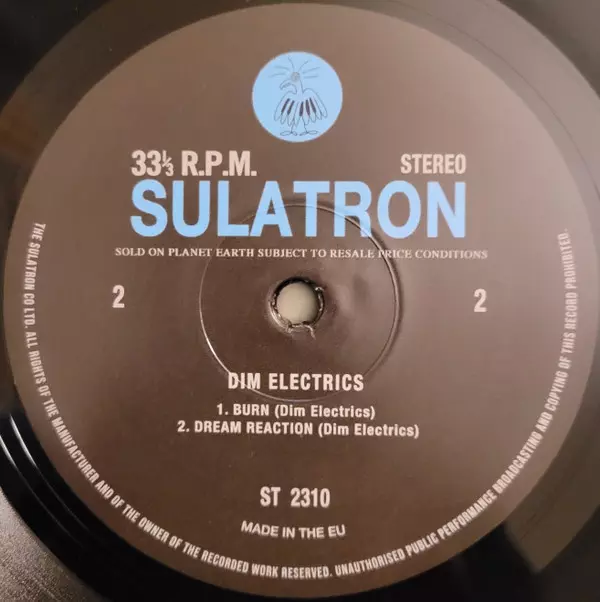 33⅓ R.P.M. STEREO
SULATRON
SOLD ON PLANET EARTH SUBJECT TO RESALE PRICE CONDITIONS
2 2
DIM ELECTRICS
1. BURN (Dim Electrics)
2. DREAM REACTION (Dim Electrics)
ST 2310
MADE IN THE EU
THE SULATRON CO LTD. ALL RIGHTS OF THE MANUFACTURER AND OF THE OWNER OF THE RECORDED WORK RESERVED. UNAUTHORISED PUBLIC PERFORMANCE BROADCASTING AND COPYING OF THIS RECORD PROHIBITED.